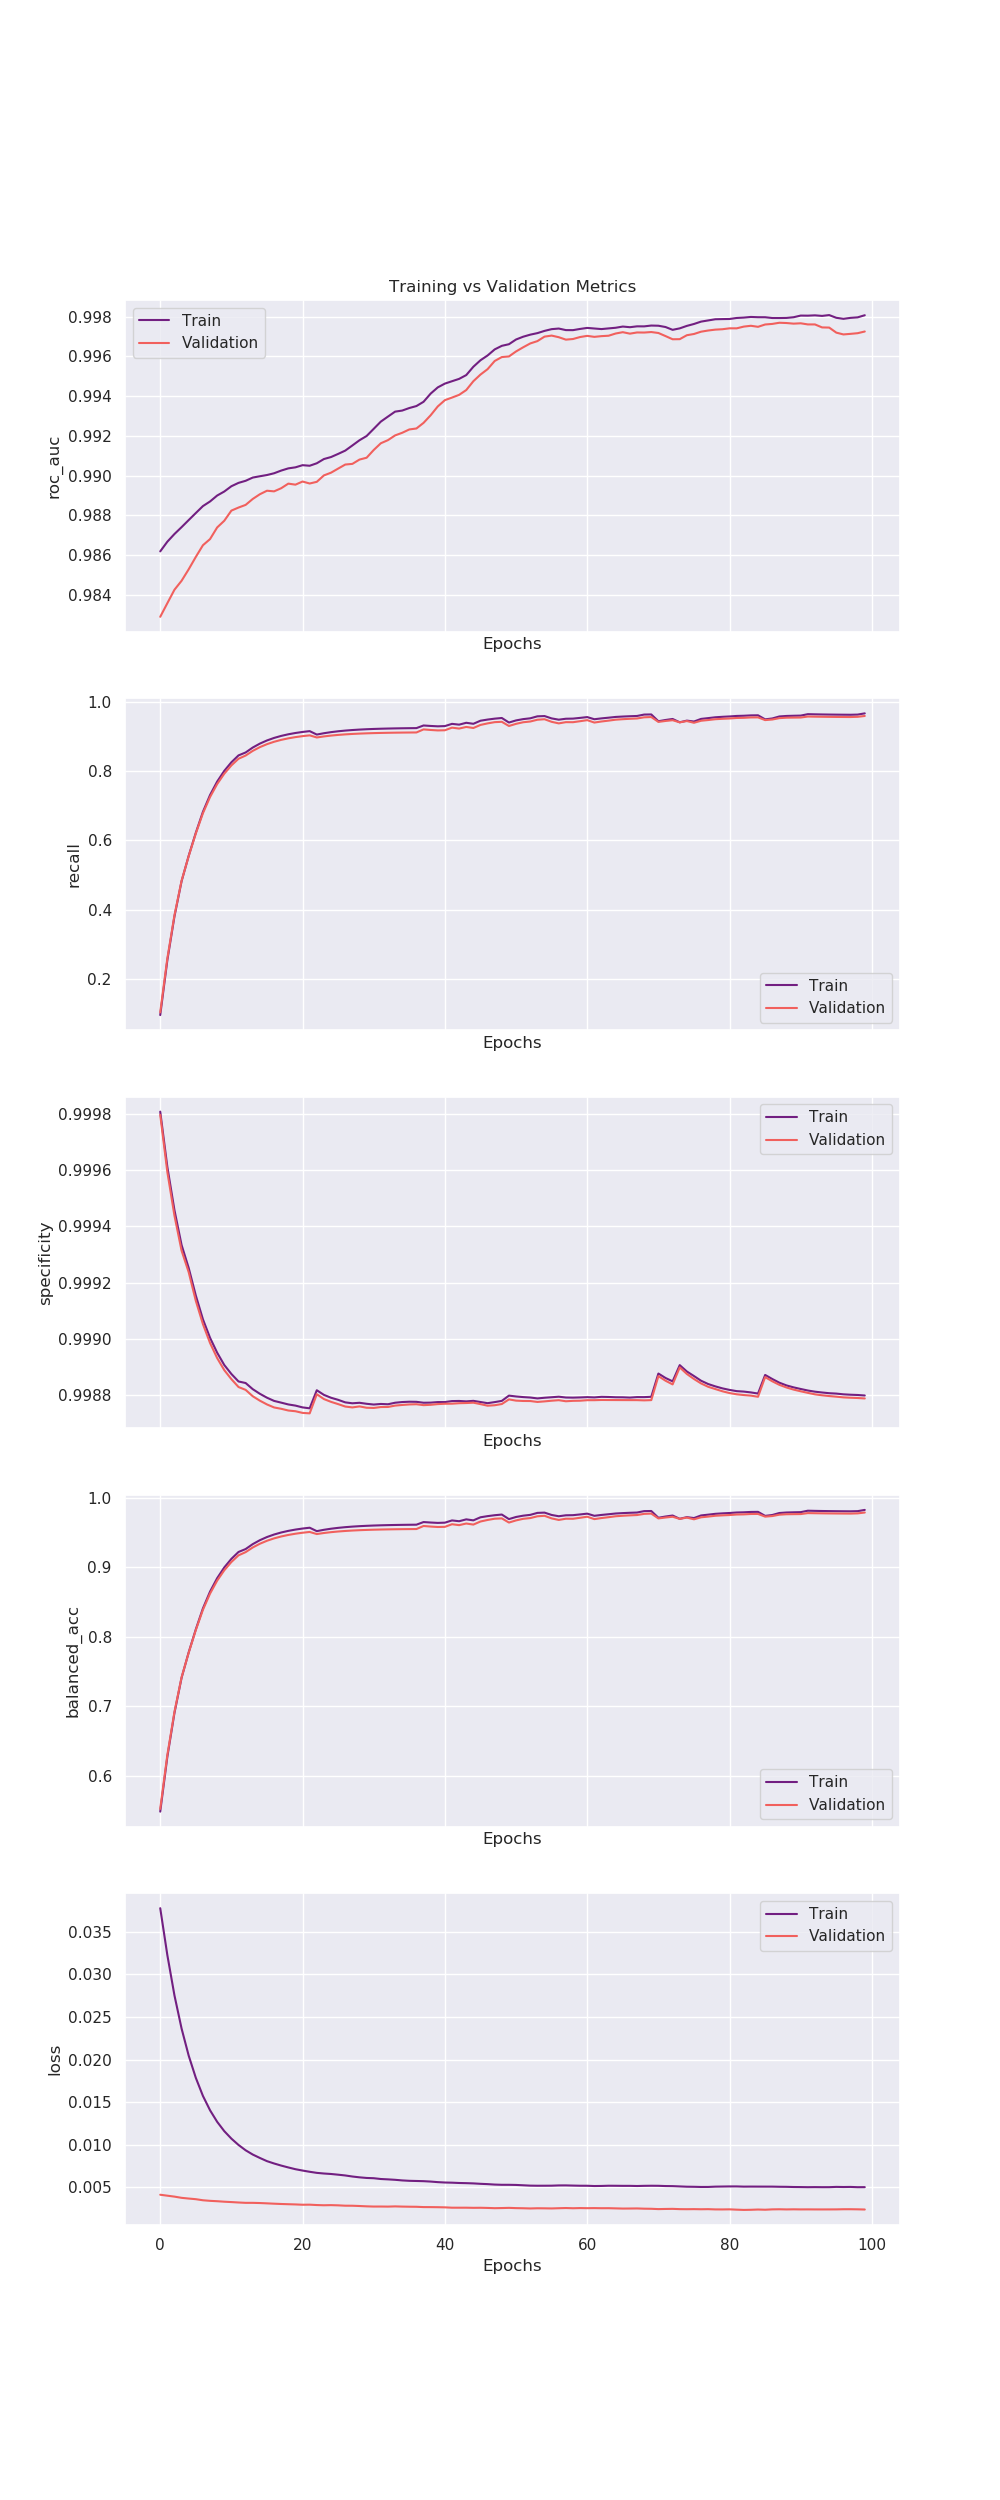 Training vs Validation Metrics
0.998
0.996
0.994
0.992
0.990
0.988
0.986
0.984
roc_auc
Train
Validation
Epochs
1.0
0.8
0.6
0.4
0.2
recall
Train
Validation
Epochs
0.9998
0.9996
0.9994
0.9992
0.9990
0.9988
specificity
Train
Validation
Epochs
1.0
0.9
0.8
0.7
0.6
balanced_acc
Train
Validation
Epochs
0.035
0.030
0.025
0.020
0.015
0.010
0.005
loss
Train
Validation
0 20 40 60 80 100
Epochs